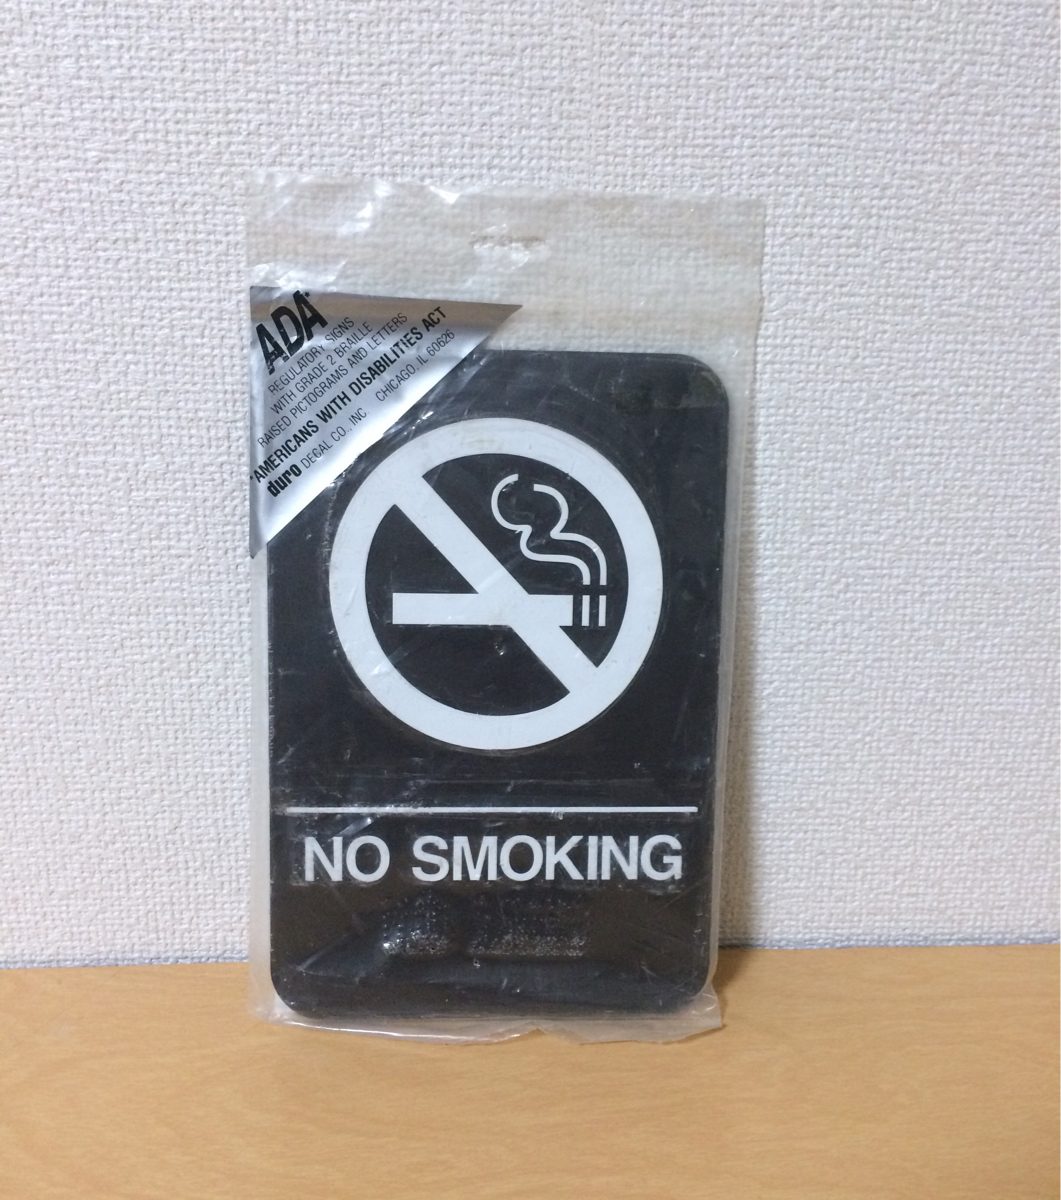 ADA*
REGULATORY SIGNS
WITH GRADE 2 BRAILLE
RAISED PICTOGRAMS AND LETTERS
*AMERICANS WITH DISABILITIES ACT
duro DECAL CO., INC CHICAGO, IL 60626
NO SMOKING